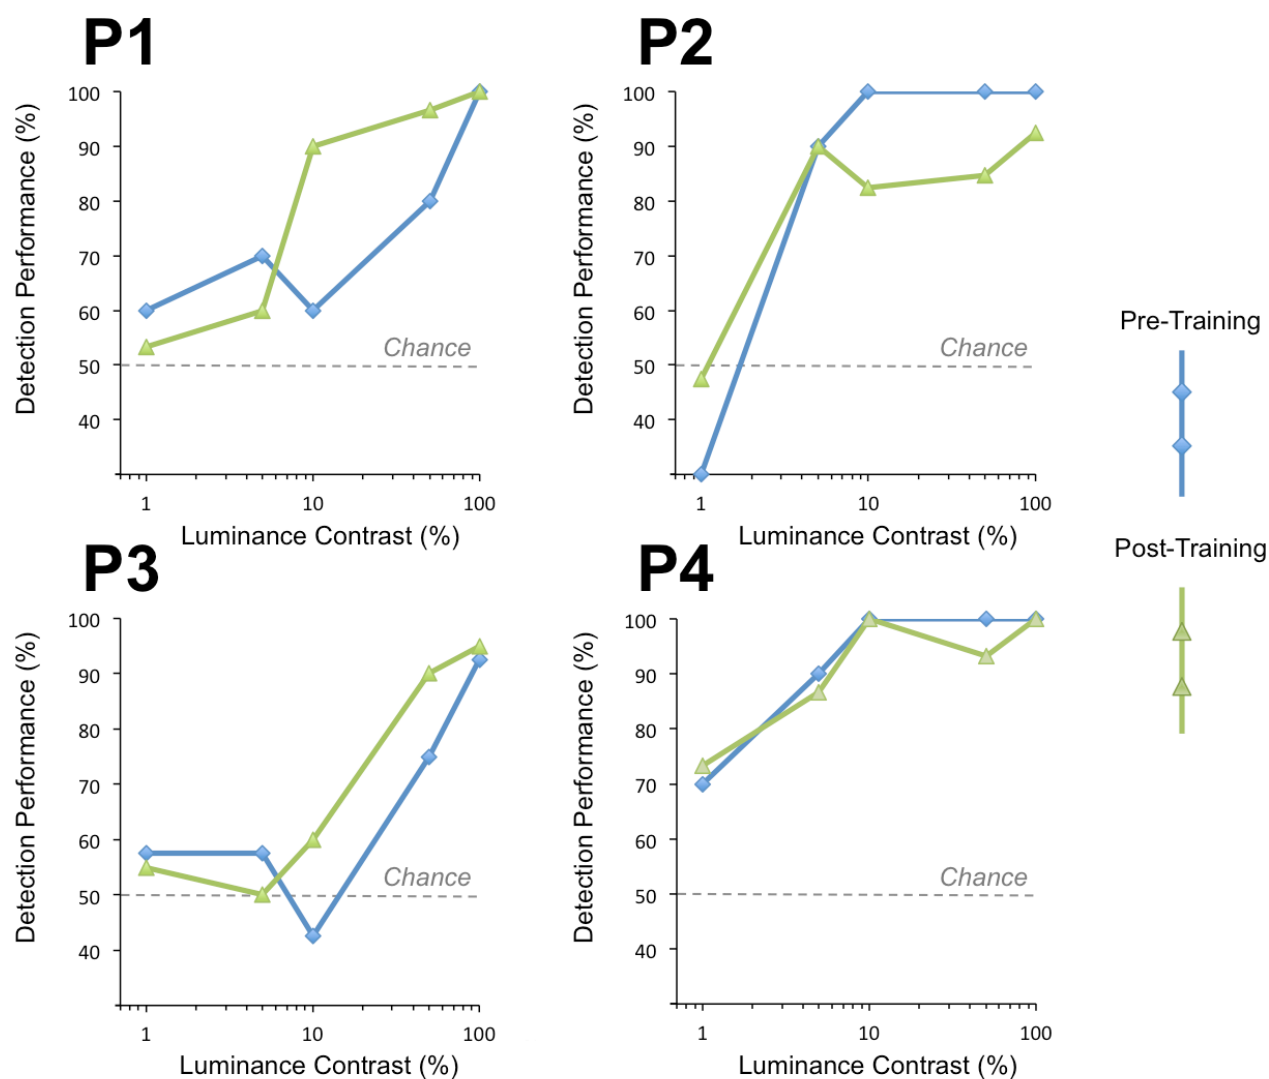 P1
Detection Performance (%)
100
90
80
70
60
50
40
Chance
1 10 100
Luminance Contrast (%)
P2
Detection Performance (%)
100
90
80
70
60
50
40
Chance
1 10 100
Luminance Contrast (%)
Pre-Training
Post-Training
P3
Detection Performance (%)
100
90
80
70
60
50
40
Chance
1 10 100
Luminance Contrast (%)
P4
Detection Performance (%)
100
90
80
70
60
50
40
Chance
1 10 100
Luminance Contrast (%)